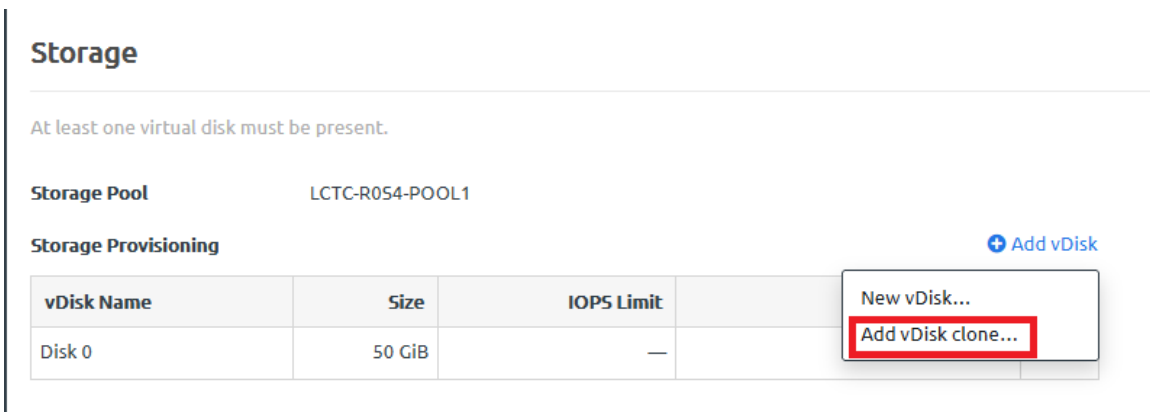 Storage
At least one virtual disk must be present.
Storage Pool LCTC-R054-POOL1
Storage Provisioning Add vDisk
vDisk Name Size IOPS Limit
New vDisk...
Add vDisk clone...
Disk 0 50 GiB —